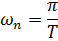 ωₙ = π/T